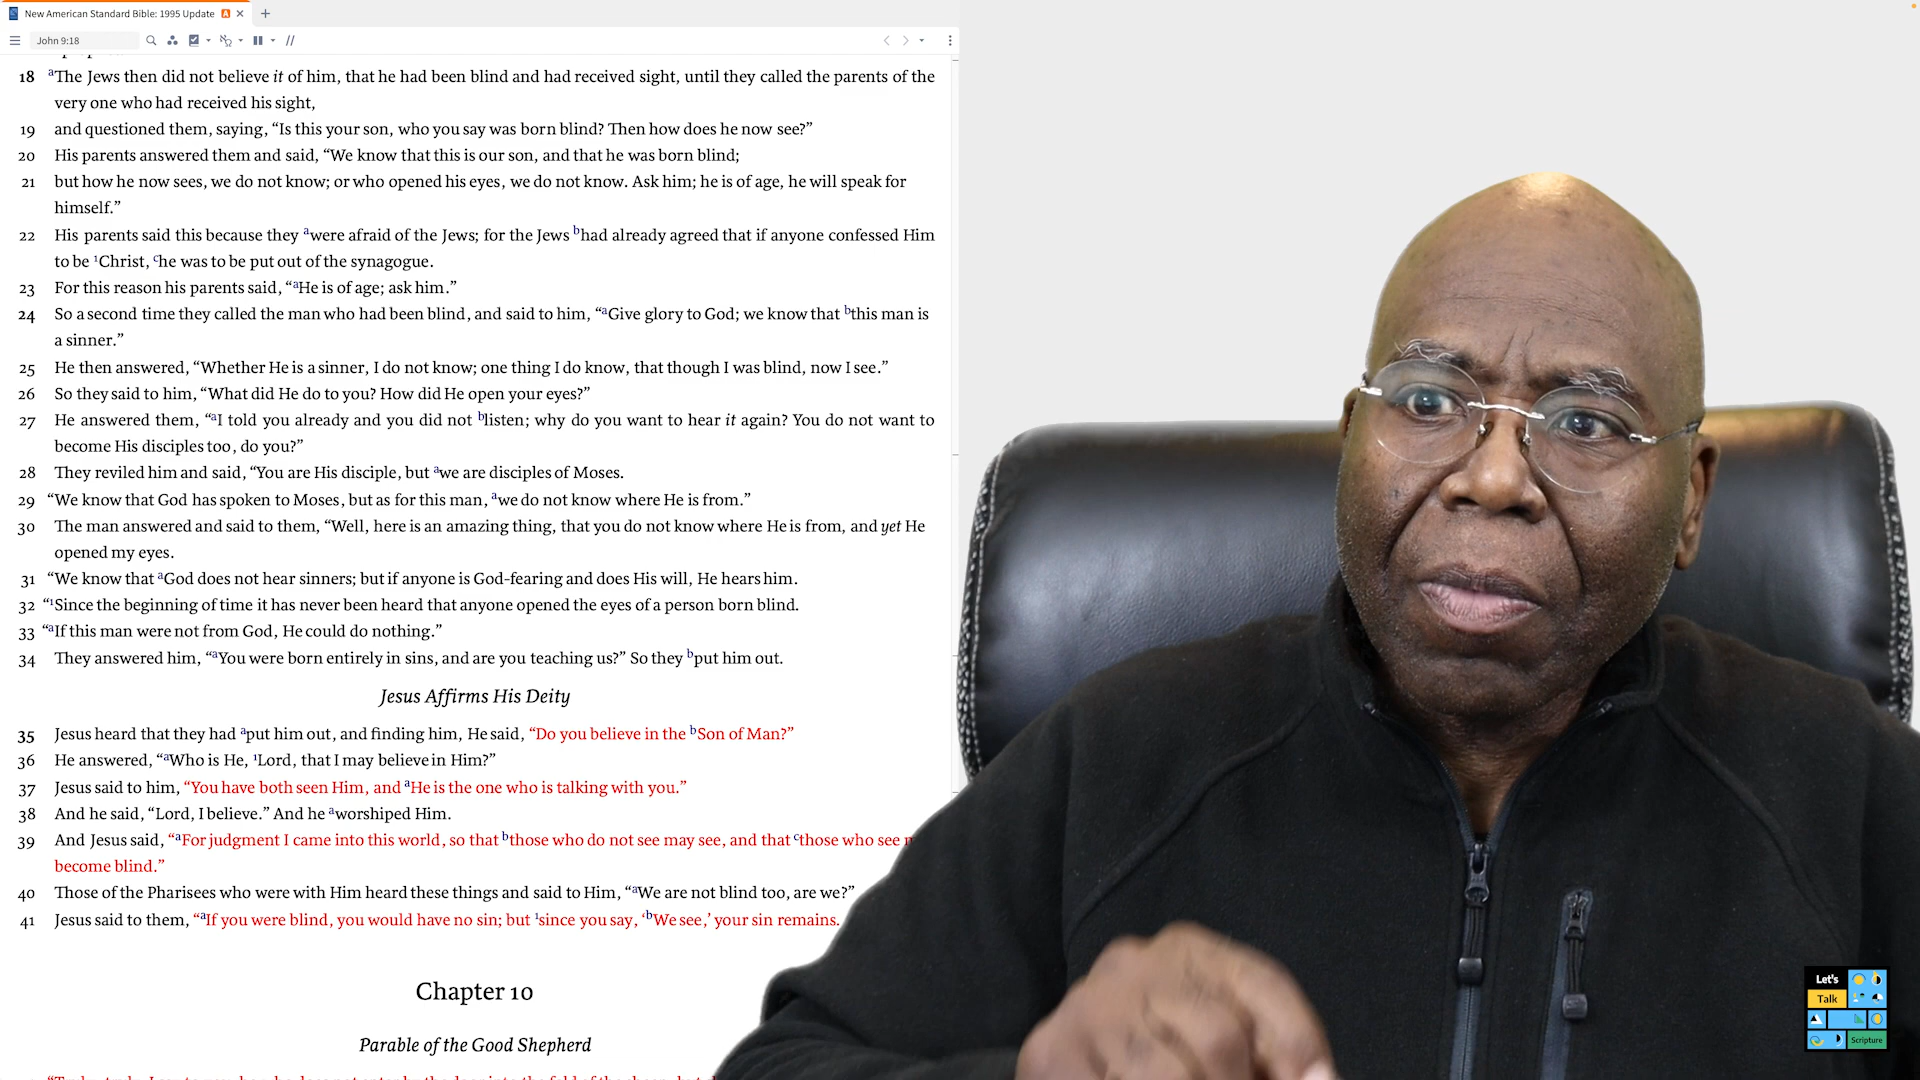 New American Standard Bible: 1995 Update A
John 9:18
18 aThe Jews then did not believe it of him, that he had been blind and had received sight, until they called the parents of the
very one who had received his sight,
19 and questioned them, saying, “Is this your son, who you say was born blind? Then how does he now see?”
20 His parents answered them and said, “We know that this is our son, and that he was born blind;
21 but how he now sees, we do not know; or who opened his eyes, we do not know. Ask him; he is of age, he will speak for
himself.”
22 His parents said this because they awere afraid of the Jews; for the Jews bhad already agreed that if anyone confessed Him
to be 1Christ, che was to be put out of the synagogue.
23 For this reason his parents said, “aHe is of age; ask him.”
24 So a second time they called the man who had been blind, and said to him, “aGive glory to God; we know that bthis man is
a sinner.”
25 He then answered, “Whether He is a sinner, I do not know; one thing I do know, that though I was blind, now I see.”
26 So they said to him, “What did He do to you? How did He open your eyes?”
27 He answered them, “aI told you already and you did not blisten; why do you want to hear it again? You do not want to
become His disciples too, do you?”
28 They reviled him and said, “You are His disciple, but awe are disciples of Moses.
29 “We know that God has spoken to Moses, but as for this man, awe do not know where He is from.”
30 The man answered and said to them, “Well, here is an amazing thing, that you do not know where He is from, and yet He
opened my eyes.
31 “We know that aGod does not hear sinners; but if anyone is God-fearing and does His will, He hears him.
32 “1Since the beginning of time it has never been heard that anyone opened the eyes of a person born blind.
33 “aIf this man were not from God, He could do nothing.”
34 They answered him, “aYou were born entirely in sins, and are you teaching us?” So they bput him out.
Jesus Affirms His Deity
35 Jesus heard that they had aput him out, and finding him, He said, “Do you believe in the bSon of Man?”
36 He answered, “aWho is He, 1Lord, that I may believe in Him?”
37 Jesus said to him, “You have both seen Him, and aHe is the one who is talking with you.”
38 And he said, “Lord, I believe.” And he aworshiped Him.
39 And Jesus said, “aFor judgment I came into this world, so that bthose who do not see may see, and that cthose who see
become blind.”
40 Those of the Pharisees who were with Him heard these things and said to Him, “aWe are not blind too, are we?”
41 Jesus said to them, “aIf you were blind, you would have no sin; but 1since you say, ‘bWe see,’ your sin remains.
Chapter 10
Parable of the Good Shepherd
Let's
Talk
Scripture